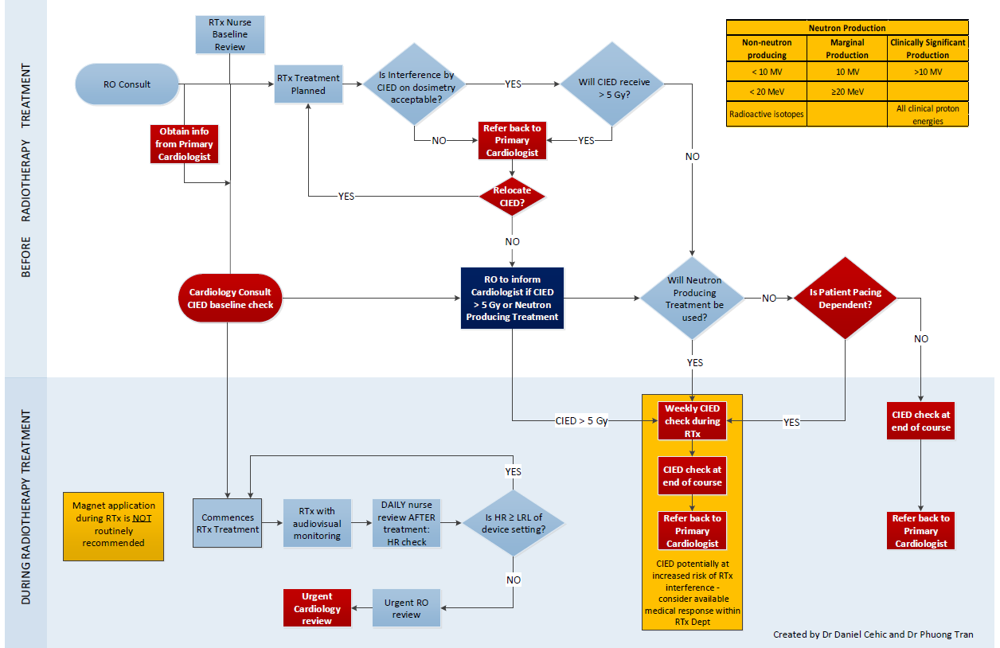 BEFORE RADIOTHERAPY TREATMENT
RTx Nurse
Baseline
Review
RO Consult
Obtain info
from Primary
Cardiologist
RTx Treatment
Planned
Is Interference by
CIED on dosimetry
acceptable?
YES
NO
Will CIED receive
> 5 Gy?
YES
NO
Refer back to
Primary
Cardiologist
Relocate
CIED?
YES
NO
Neutron Production
Non-neutron
producing
Marginal
Production
Clinically Significant
Production
< 10 MV
10 MV
>10 MV
< 20 MeV
≥20 MeV
Radioactive isotopes
All clinical proton
energies
Cardiology Consult
CIED baseline check
RO to inform
Cardiologist if CIED
> 5 Gy or Neutron
Producing Treatment
Will Neutron
Producing
Treatment be
used?
NO
YES
Is Patient Pacing
Dependent?
NO
YES
DURING RADIOTHERAPY TREATMENT
CIED > 5 Gy
Weekly CIED
check during
RTx
CIED check at
end of course
Refer back to
Primary
Cardiologist
CIED potentially at
increased risk of RTx
interference -
consider available
medical response within
RTx Dept
CIED check at
end of course
Refer back to
Primary
Cardiologist
Magnet application
during RTx is NOT
routinely
recommended
Commences
RTx Treatment
RTx with
audiovisual
monitoring
DAILY nurse
review AFTER
treatment:
HR check
Is HR ≥ LRL of
device setting?
YES
NO
Urgent RO
review
Urgent
Cardiology
review
Created by Dr Daniel Cehic and Dr Phuong Tran